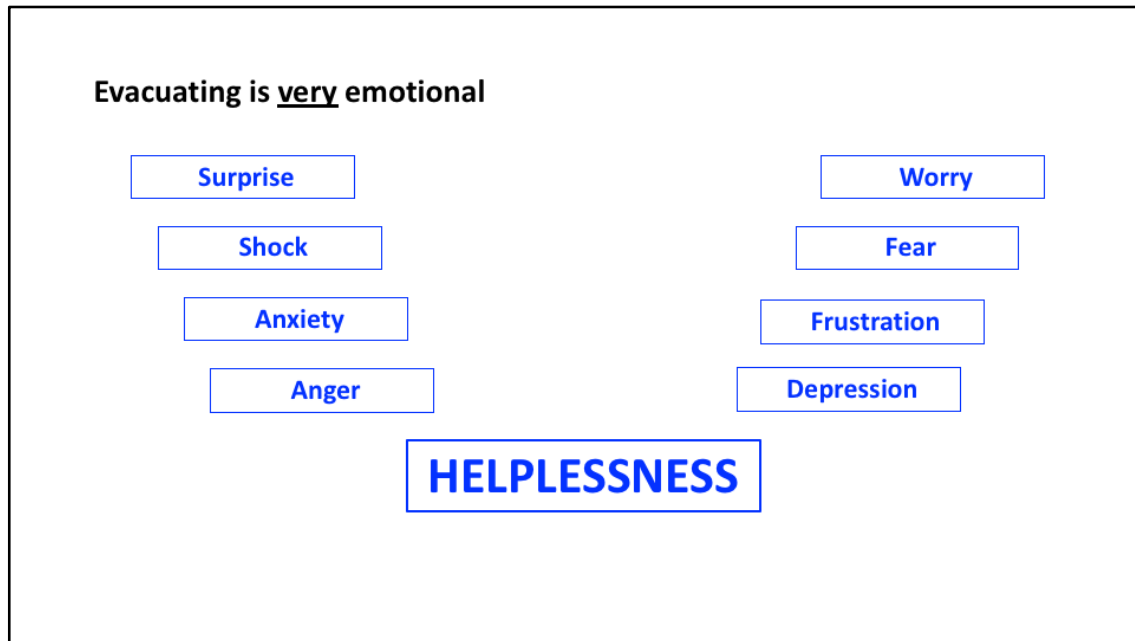 Evacuating is very emotional
Surprise
Worry
Shock
Fear
Anxiety
Frustration
Anger
Depression
HELPLESSNESS